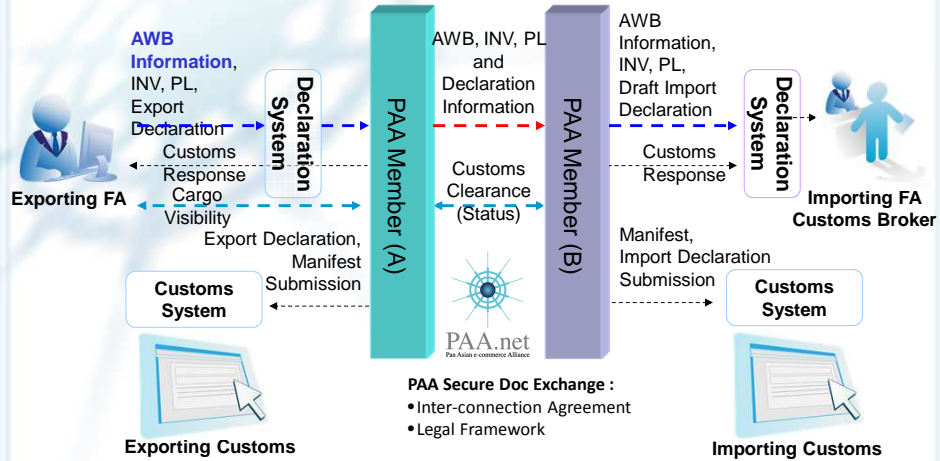 AWB
Information,
INV, PL,
Export
Declaration
Declaration
System
Customs
Response
Cargo
Visibility
Exporting FA
Export Declaration,
Manifest
Submission
Customs
System
Exporting Customs
PAA Member (A)
AWB, INV, PL
and
Declaration
Information
Customs
Clearance
(Status)
PAA.net
Pan Asian e-commerce Alliance
PAA Secure Doc Exchange :
•Inter-connection Agreement
•Legal Framework
PAA Member (B)
AWB
Information,
INV, PL,
Draft Import
Declaration
Customs
Response
Declaration
System
Importing FA
Customs Broker
Manifest,
Import Declaration
Submission
Customs
System
Importing Customs